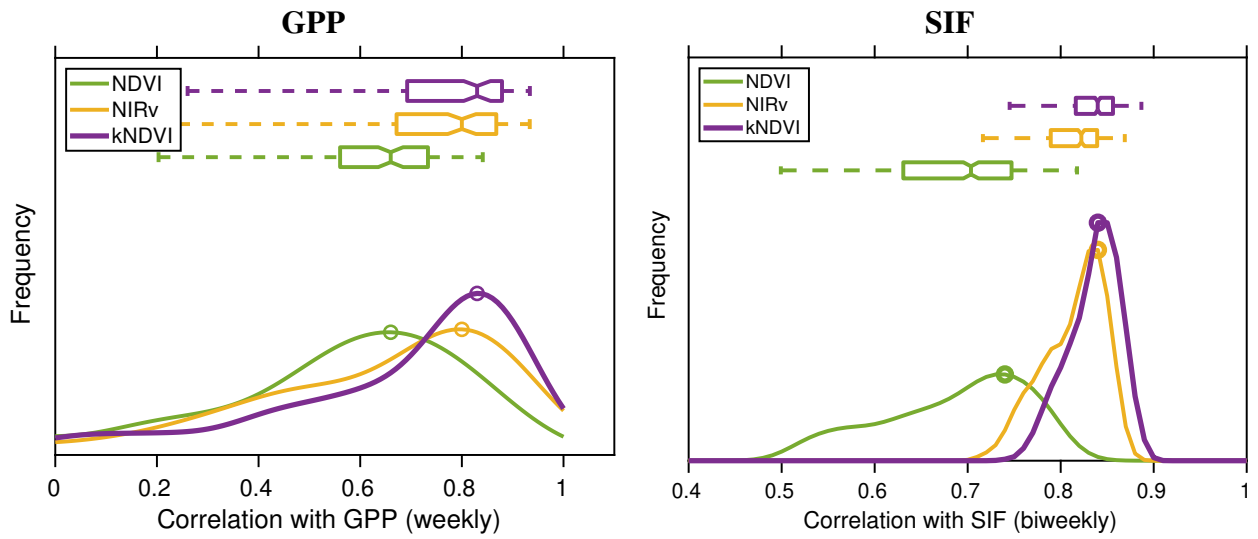 GPP
NDVI
NIRv
kNDVI
Frequency
0 0.2 0.4 0.6 0.8 1
Correlation with GPP (weekly)
SIF
NDVI
NIRv
kNDVI
Frequency
0.4 0.5 0.6 0.7 0.8 0.9 1
Correlation with SIF (biweekly)